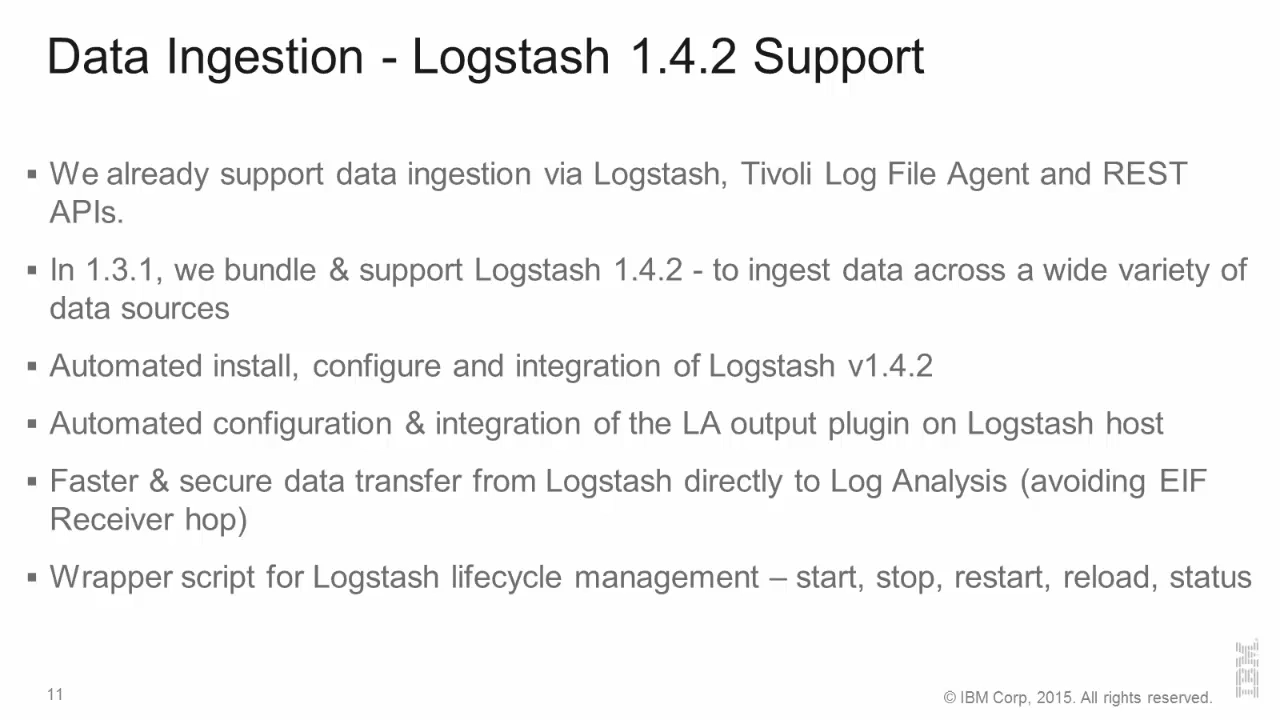 Data Ingestion - Logstash 1.4.2 Support
▪ We already support data ingestion via Logstash, Tivoli Log File Agent and REST
APIs.
▪ In 1.3.1, we bundle & support Logstash 1.4.2 - to ingest data across a wide variety of
data sources
▪ Automated install, configure and integration of Logstash v1.4.2
▪ Automated configuration & integration of the LA output plugin on Logstash host
▪ Faster & secure data transfer from Logstash directly to Log Analysis (avoiding EIF
Receiver hop)
▪ Wrapper script for Logstash lifecycle management – start, stop, restart, reload, status
11
© IBM Corp, 2015. All rights reserved.
IBM